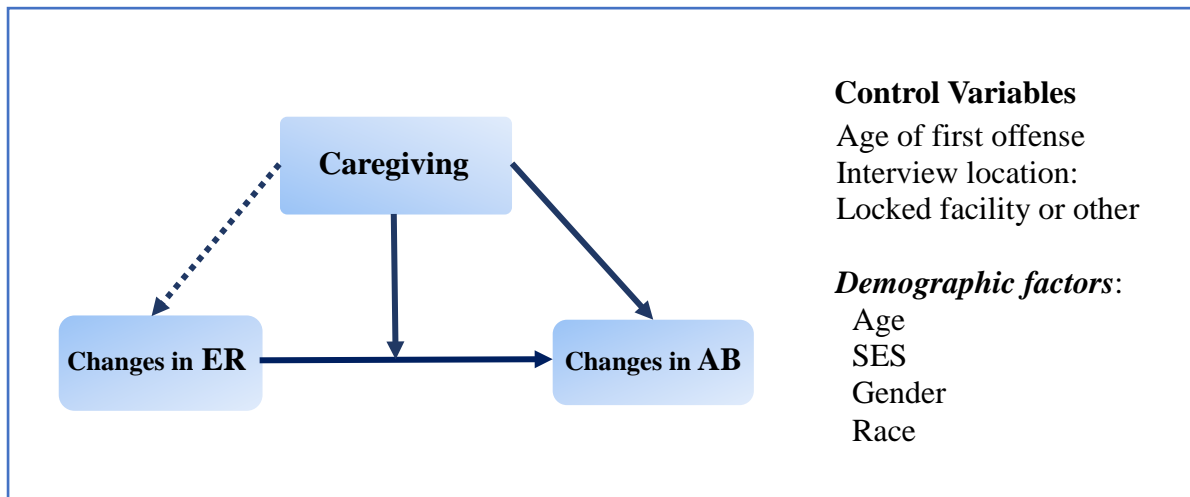 Caregiving
Changes in ER
Changes in AB
Control Variables
Age of first offense
Interview location:
Locked facility or other
Demographic factors:
Age
SES
Gender
Race